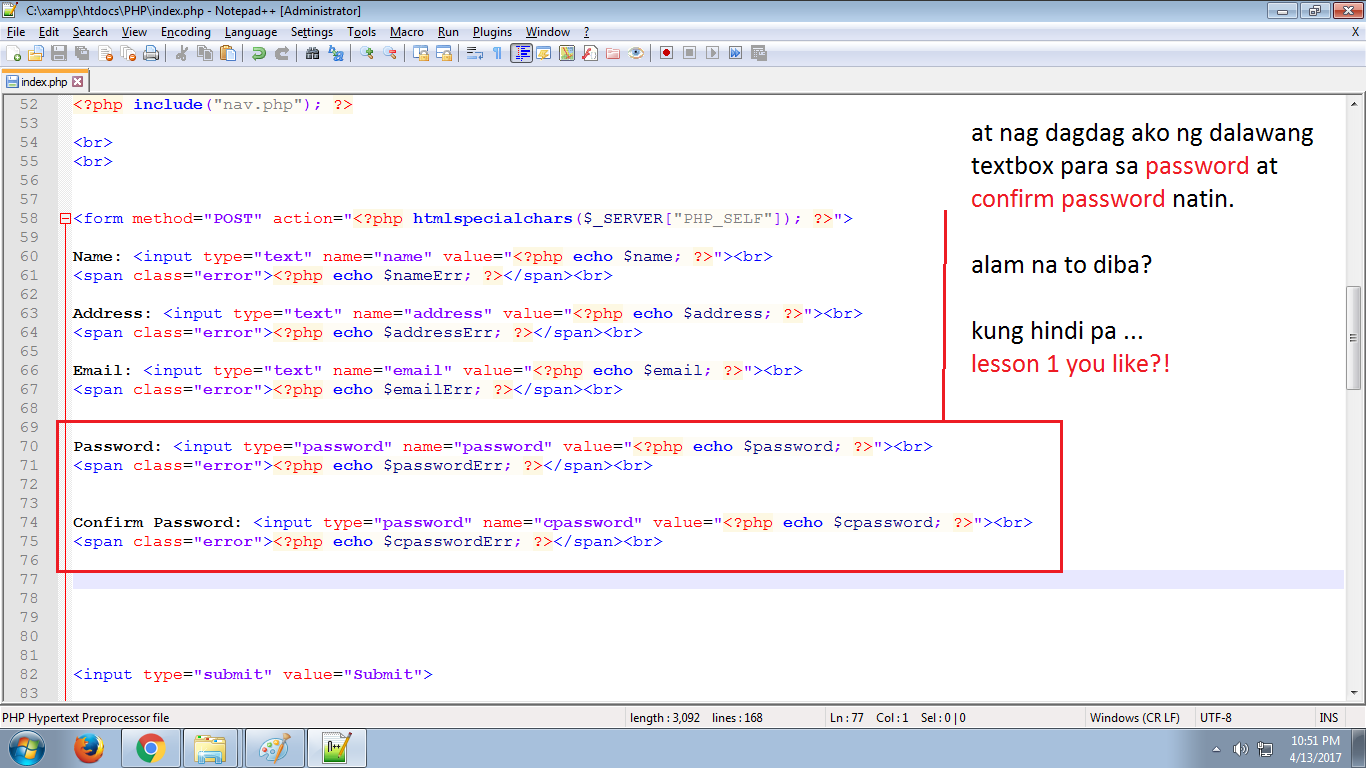 C:\xampp\htdocs\PHP\index.php - Notepad++ [Administrator]
File Edit Search View Encoding Language Settings Tools Macro Run Plugins Window ? X
index.php
52 <?php include("nav.php"); ?>
53
54 <br>
55 <br>
56
57
58 <form method="POST" action="<?php htmlspecialchars($_SERVER["PHP_SELF"]); ?>">
59
60 Name: <input type="text" name="name" value="<?php echo $name; ?>"><br>
61 <span class="error"><?php echo $nameErr; ?></span><br>
62
63 Address: <input type="text" name="address" value="<?php echo $address; ?>"><br>
64 <span class="error"><?php echo $addressErr; ?></span><br>
65
66 Email: <input type="text" name="email" value="<?php echo $email; ?>"><br>
67 <span class="error"><?php echo $emailErr; ?></span><br>
68
69
70 Password: <input type="password" name="password" value="<?php echo $password; ?>"><br>
71 <span class="error"><?php echo $passwordErr; ?></span><br>
72
73
74 Confirm Password: <input type="password" name="cpassword" value="<?php echo $cpassword; ?>"><br>
75 <span class="error"><?php echo $cpasswordErr; ?></span><br>
76
77
78
79
80
81
82 <input type="submit" value="Submit">
83
at nag dagdag ako ng dalawang
textbox para sa password at
confirm password natin.
alam na to diba?
kung hindi pa ...
lesson 1 you like?!
PHP Hypertext Preprocessor file length : 3,092 lines : 168 Ln : 77 Col : 1 Sel : 0 | 0 Windows (CR LF) UTF-8 INS
10:51 PM
4/13/2017